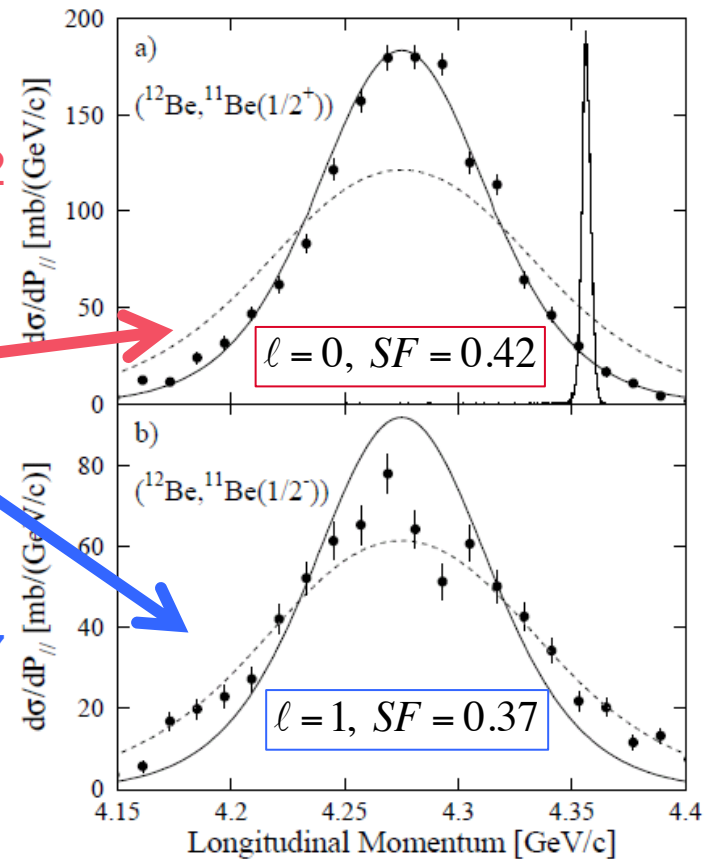 200
a)
(¹²Be,¹¹Be(1/2⁺))
150
100
50
0
dσ/dP// [mb/(GeV/c)]
2
ℓ = 0, SF = 0.42
b)
(¹²Be,¹¹Be(1/2⁻))
80
60
40
20
0
dσ/dP// [mb/(GeV/c)]
ℓ = 1, SF = 0.37
4.15 4.2 4.25 4.3 4.35 4.4
Longitudinal Momentum [GeV/c]